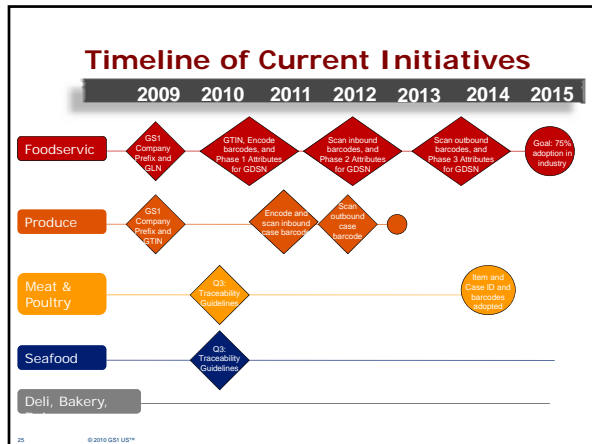 Timeline of Current Initiatives
2009 2010 2011 2012 2013 2014 2015
Foodservic
GS1
Company
Prefix and
GLN
GTIN, Encode
barcodes, and
Phase 1 Attributes
for GDSN
Scan inbound
barcodes, and
Phase 2 Attributes
for GDSN
Scan outbound
barcodes, and
Phase 3 Attributes
for GDSN
Goal: 75%
adoption in
industry
Produce
GS1
Company
Prefix and
GTIN
Encode and
scan inbound
case barcode
Scan
outbound
case
barcode
Meat &
Poultry
Q3:
Traceability
Guidelines
Item and
Case ID and
barcodes
adopted
Seafood
Q3:
Traceability
Guidelines
Deli, Bakery,
25 © 2010 GS1 US™